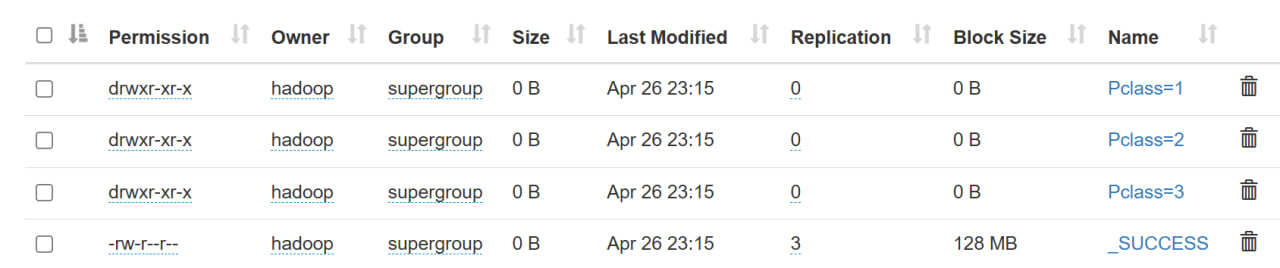 Permission Owner Group Size Last Modified Replication Block Size Name
drwxr-xr-x hadoop supergroup 0 B Apr 26 23:15 0 0 B Pclass=1
drwxr-xr-x hadoop supergroup 0 B Apr 26 23:15 0 0 B Pclass=2
drwxr-xr-x hadoop supergroup 0 B Apr 26 23:15 0 0 B Pclass=3
-rw-r--r-- hadoop supergroup 0 B Apr 26 23:15 3 128 MB _SUCCESS